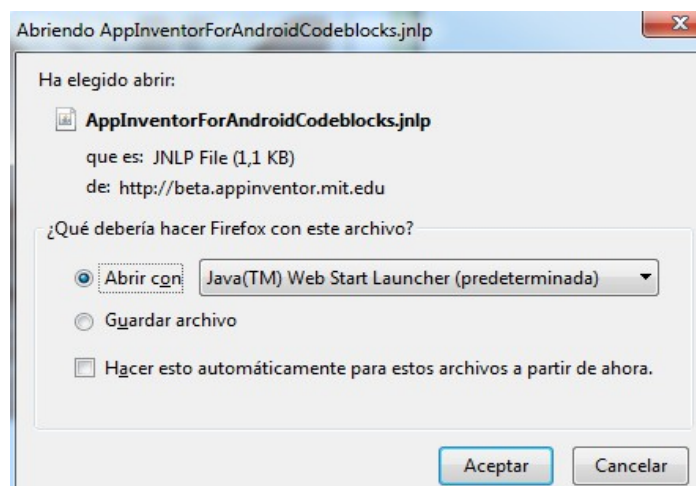 Abriendo AppInventorForAndroidCodeblocks.jnlp
Ha elegido abrir:
AppInventorForAndroidCodeblocks.jnlp
que es: JNLP File (1,1 KB)
de: http://beta.appinventor.mit.edu
¿Qué debería hacer Firefox con este archivo?
Abrir con Java(TM) Web Start Launcher (predeterminada)
Guardar archivo
Hacer esto automáticamente para estos archivos a partir de ahora.
Aceptar Cancelar